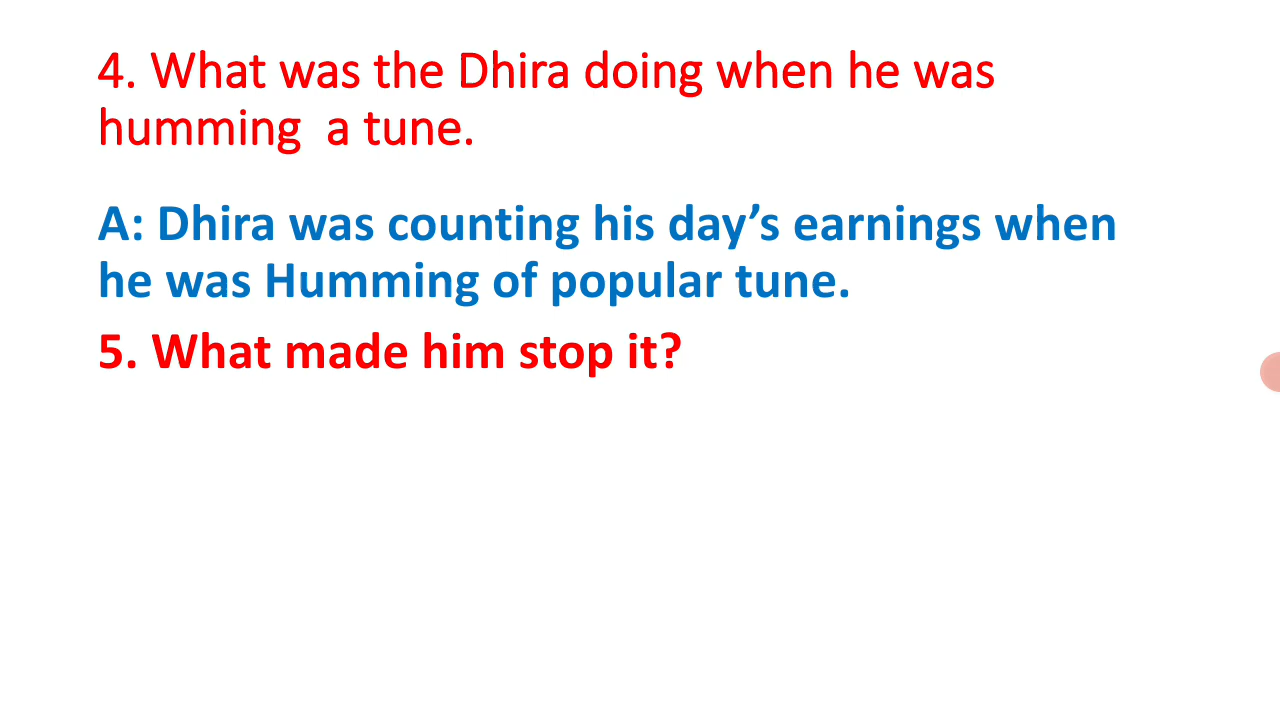 4. What was the Dhira doing when he was
humming  a tune.
A: Dhira was counting his day’s earnings when
he was Humming of popular tune.
5. What made him stop it?